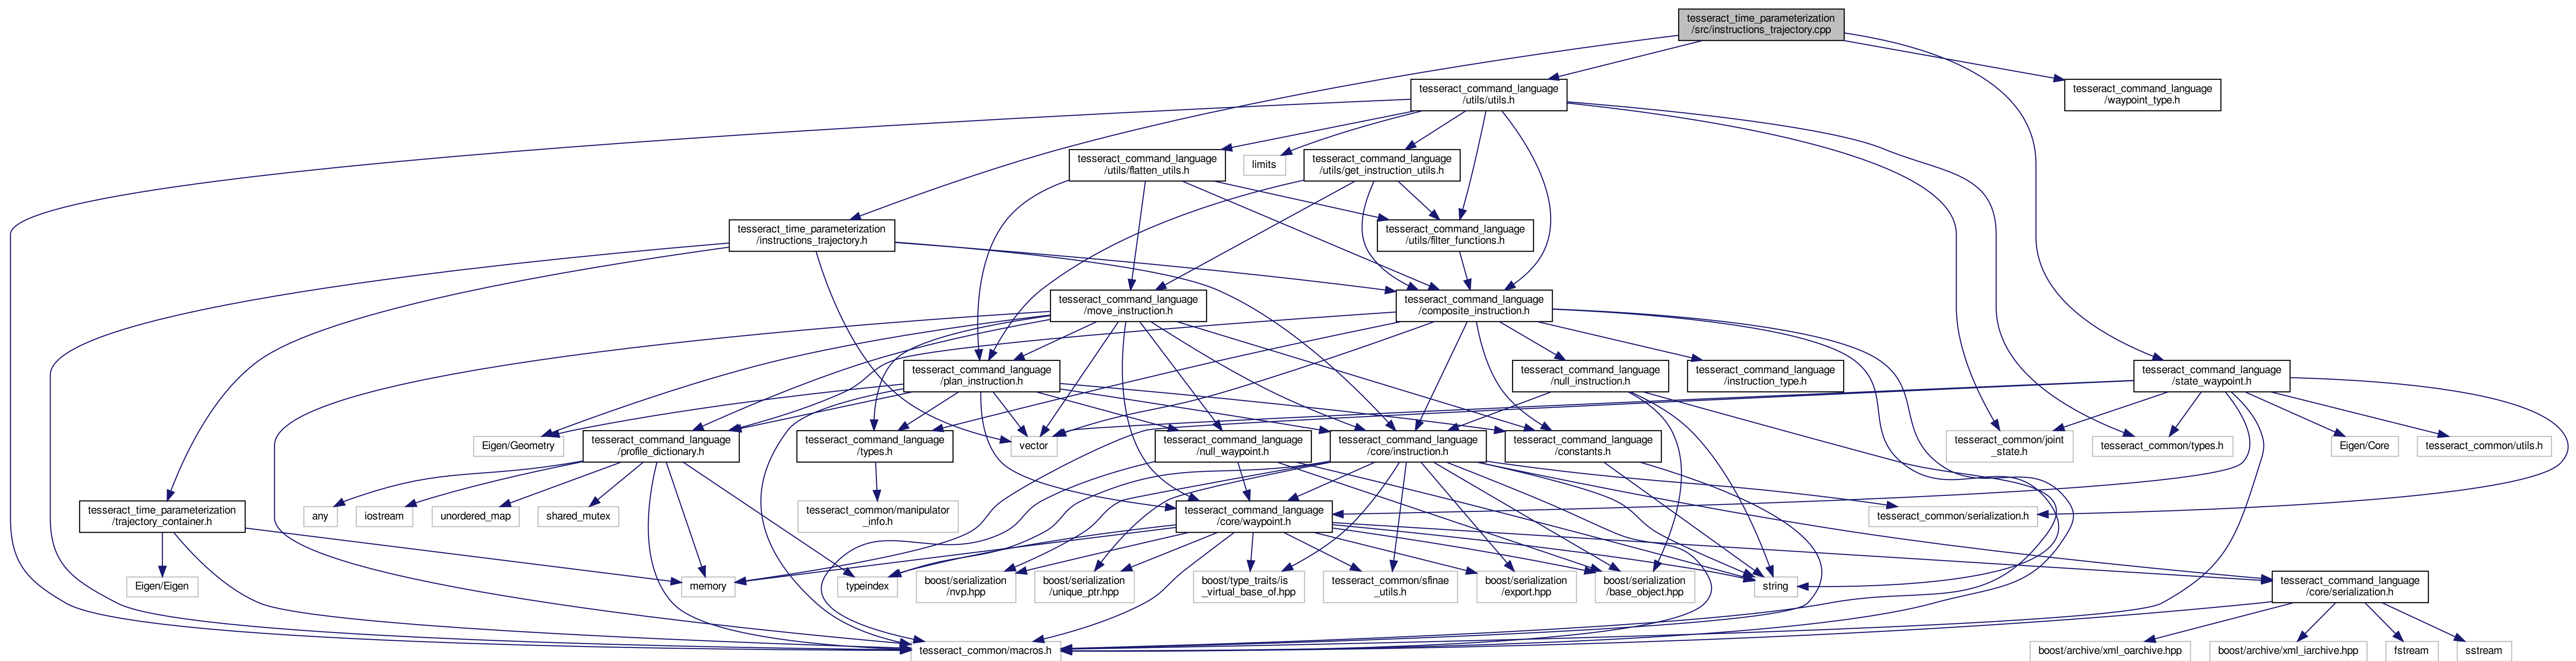 tesseract_time_parameterization
/src/instructions_trajectory.cpp
tesseract_command_language
/utils/utils.h
tesseract_command_language
/waypoint_type.h
tesseract_command_language
/utils/flatten_utils.h
limits
tesseract_command_language
/utils/get_instruction_utils.h
tesseract_time_parameterization
/instructions_trajectory.h
tesseract_command_language
/utils/filter_functions.h
tesseract_command_language
/move_instruction.h
tesseract_command_language
/composite_instruction.h
tesseract_command_language
/plan_instruction.h
tesseract_command_language
/null_instruction.h
tesseract_command_language
/instruction_type.h
tesseract_command_language
/state_waypoint.h
Eigen/Geometry
tesseract_command_language
/profile_dictionary.h
tesseract_command_language
/types.h
vector
tesseract_command_language
/null_waypoint.h
tesseract_command_language
/core/instruction.h
tesseract_command_language
/constants.h
tesseract_common/joint
_state.h
tesseract_common/types.h
Eigen/Core
tesseract_common/utils.h
tesseract_time_parameterization
/trajectory_container.h
any
iostream
unordered_map
shared_mutex
tesseract_common/manipulator
_info.h
tesseract_command_language
/core/waypoint.h
tesseract_common/serialization.h
Eigen/Eigen
memory
typeindex
boost/serialization
/nvp.hpp
boost/serialization
/unique_ptr.hpp
boost/type_traits/is
_virtual_base_of.hpp
tesseract_common/sfinae
_utils.h
boost/serialization
/export.hpp
boost/serialization
/base_object.hpp
string
tesseract_command_language
/core/serialization.h
tesseract_common/macros.h
boost/archive/xml_oarchive.hpp
boost/archive/xml_iarchive.hpp
fstream
sstream